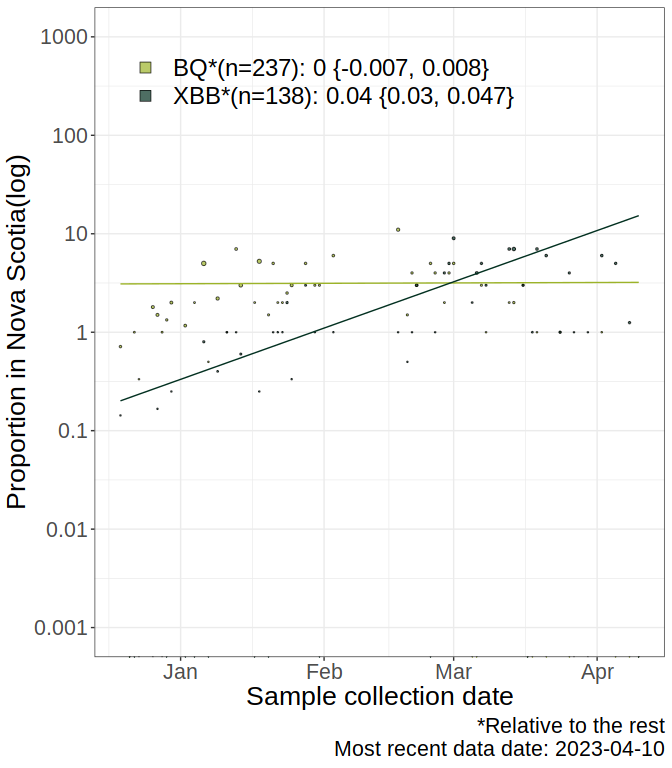 Proportion in Nova Scotia(log)
1000
100
10
1
0.1
0.01
0.001
BQ*(n=237): 0 {-0.007, 0.008}
XBB*(n=138): 0.04 {0.03, 0.047}
Jan Feb Mar Apr
Sample collection date
*Relative to the rest
Most recent data date: 2023-04-10